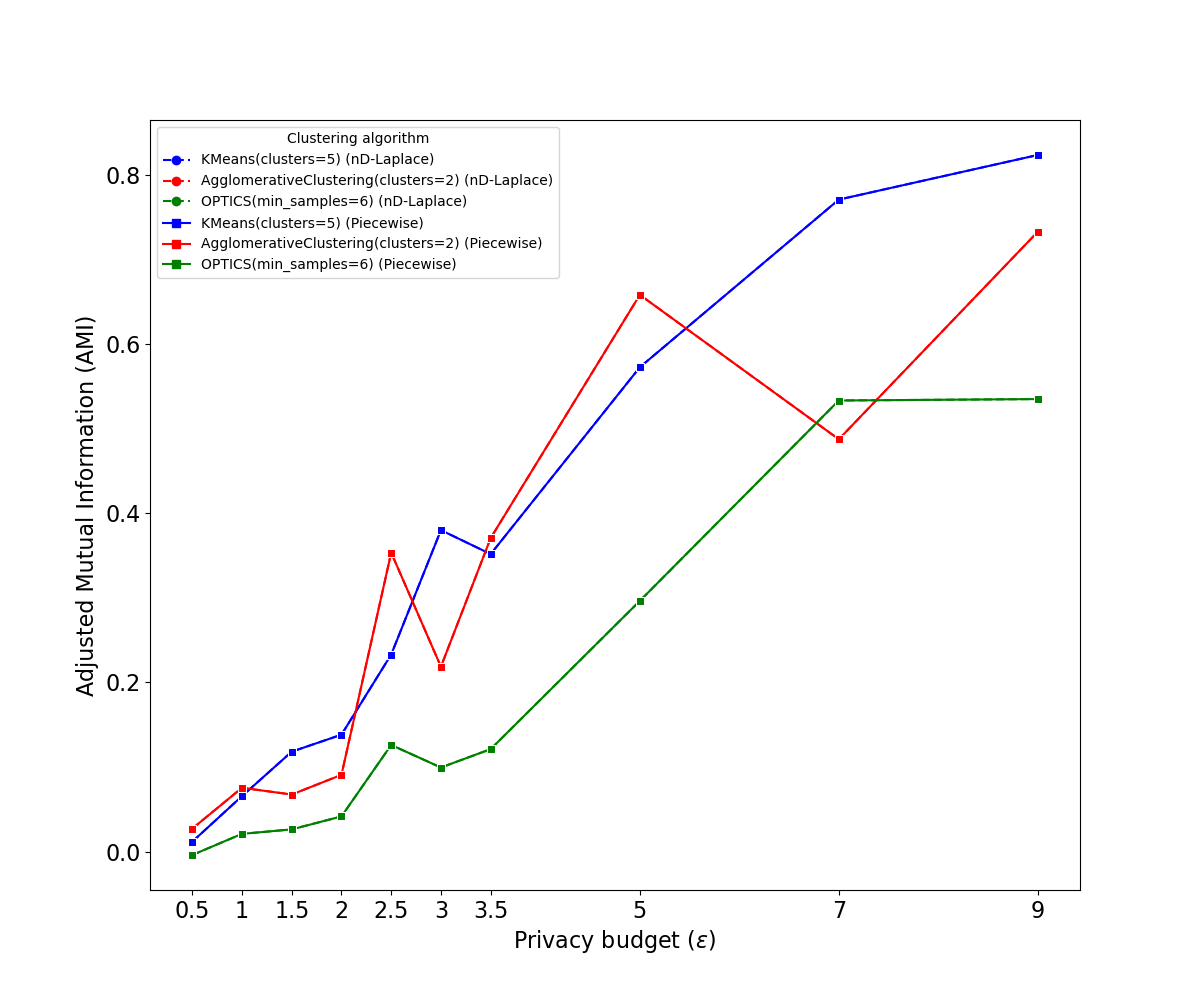 Clustering algorithm
KMeans(clusters=5) (nD-Laplace)
AgglomerativeClustering(clusters=2) (nD-Laplace)
OPTICS(min_samples=6) (nD-Laplace)
KMeans(clusters=5) (Piecewise)
AgglomerativeClustering(clusters=2) (Piecewise)
OPTICS(min_samples=6) (Piecewise)
Adjusted Mutual Information (AMI)
0.8
0.6
0.4
0.2
0.0
0.5 1 1.5 2 2.5 3 3.5 5 7 9
Privacy budget (ε)